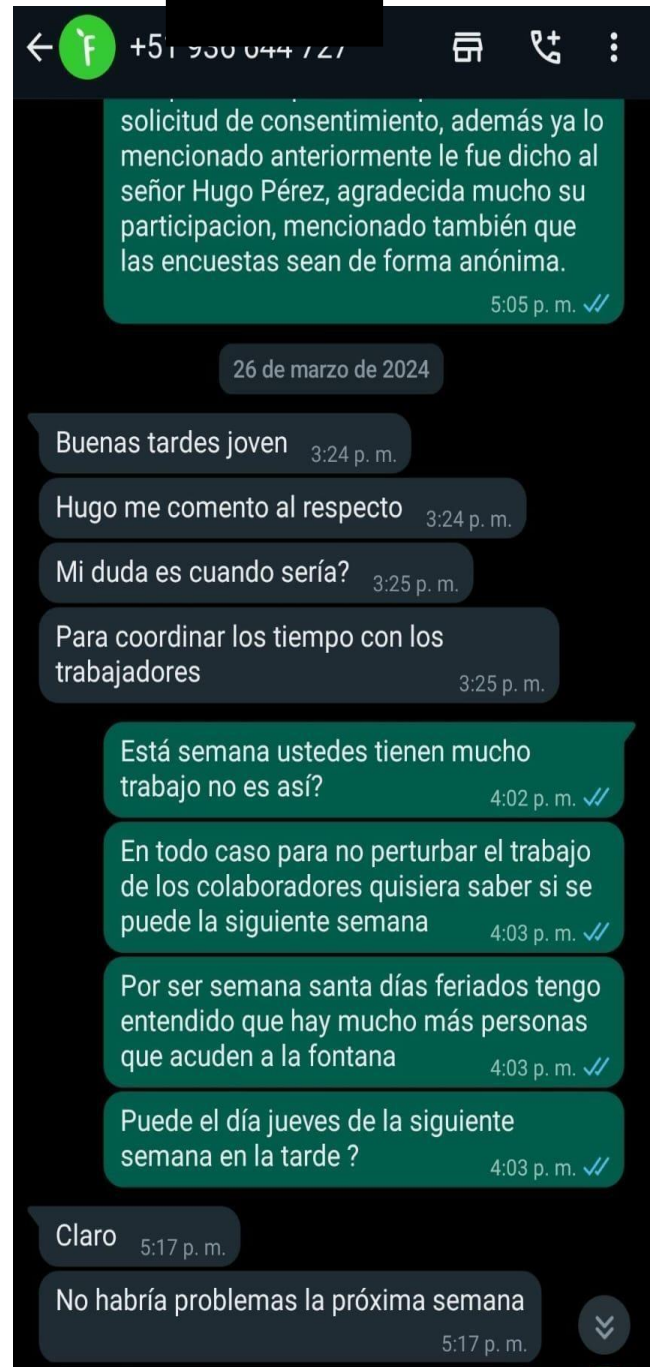 solicitud de consentimiento, además ya lo
mencionado anteriormente le fue dicho al
señor Hugo Pérez, agradecida mucho su
participacion, mencionado también que
las encuestas sean de forma anónima.
5:05 p. m.
26 de marzo de 2024
Buenas tardes joven 3:24 p. m.
Hugo me comento al respecto 3:24 p. m.
Mi duda es cuando sería? 3:25 p. m.
Para coordinar los tiempo con los
trabajadores 3:25 p. m.
Está semana ustedes tienen mucho
trabajo no es así? 4:02 p. m.
En todo caso para no perturbar el trabajo
de los colaboradores quisiera saber si se
puede la siguiente semana 4:03 p. m.
Por ser semana santa días feriados tengo
entendido que hay mucho más personas
que acuden a la fontana 4:03 p. m.
Puede el día jueves de la siguiente
semana en la tarde ? 4:03 p. m.
Claro 5:17 p. m.
No habría problemas la próxima semana
5:17 p. m.